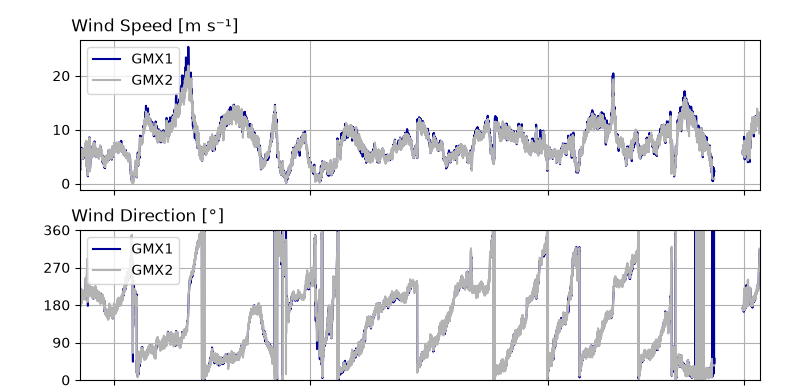 Wind Speed [m s⁻¹]
GMX1
GMX2
20
10
0
Wind Direction [°]
360
GMX1
GMX2
270
180
90
0